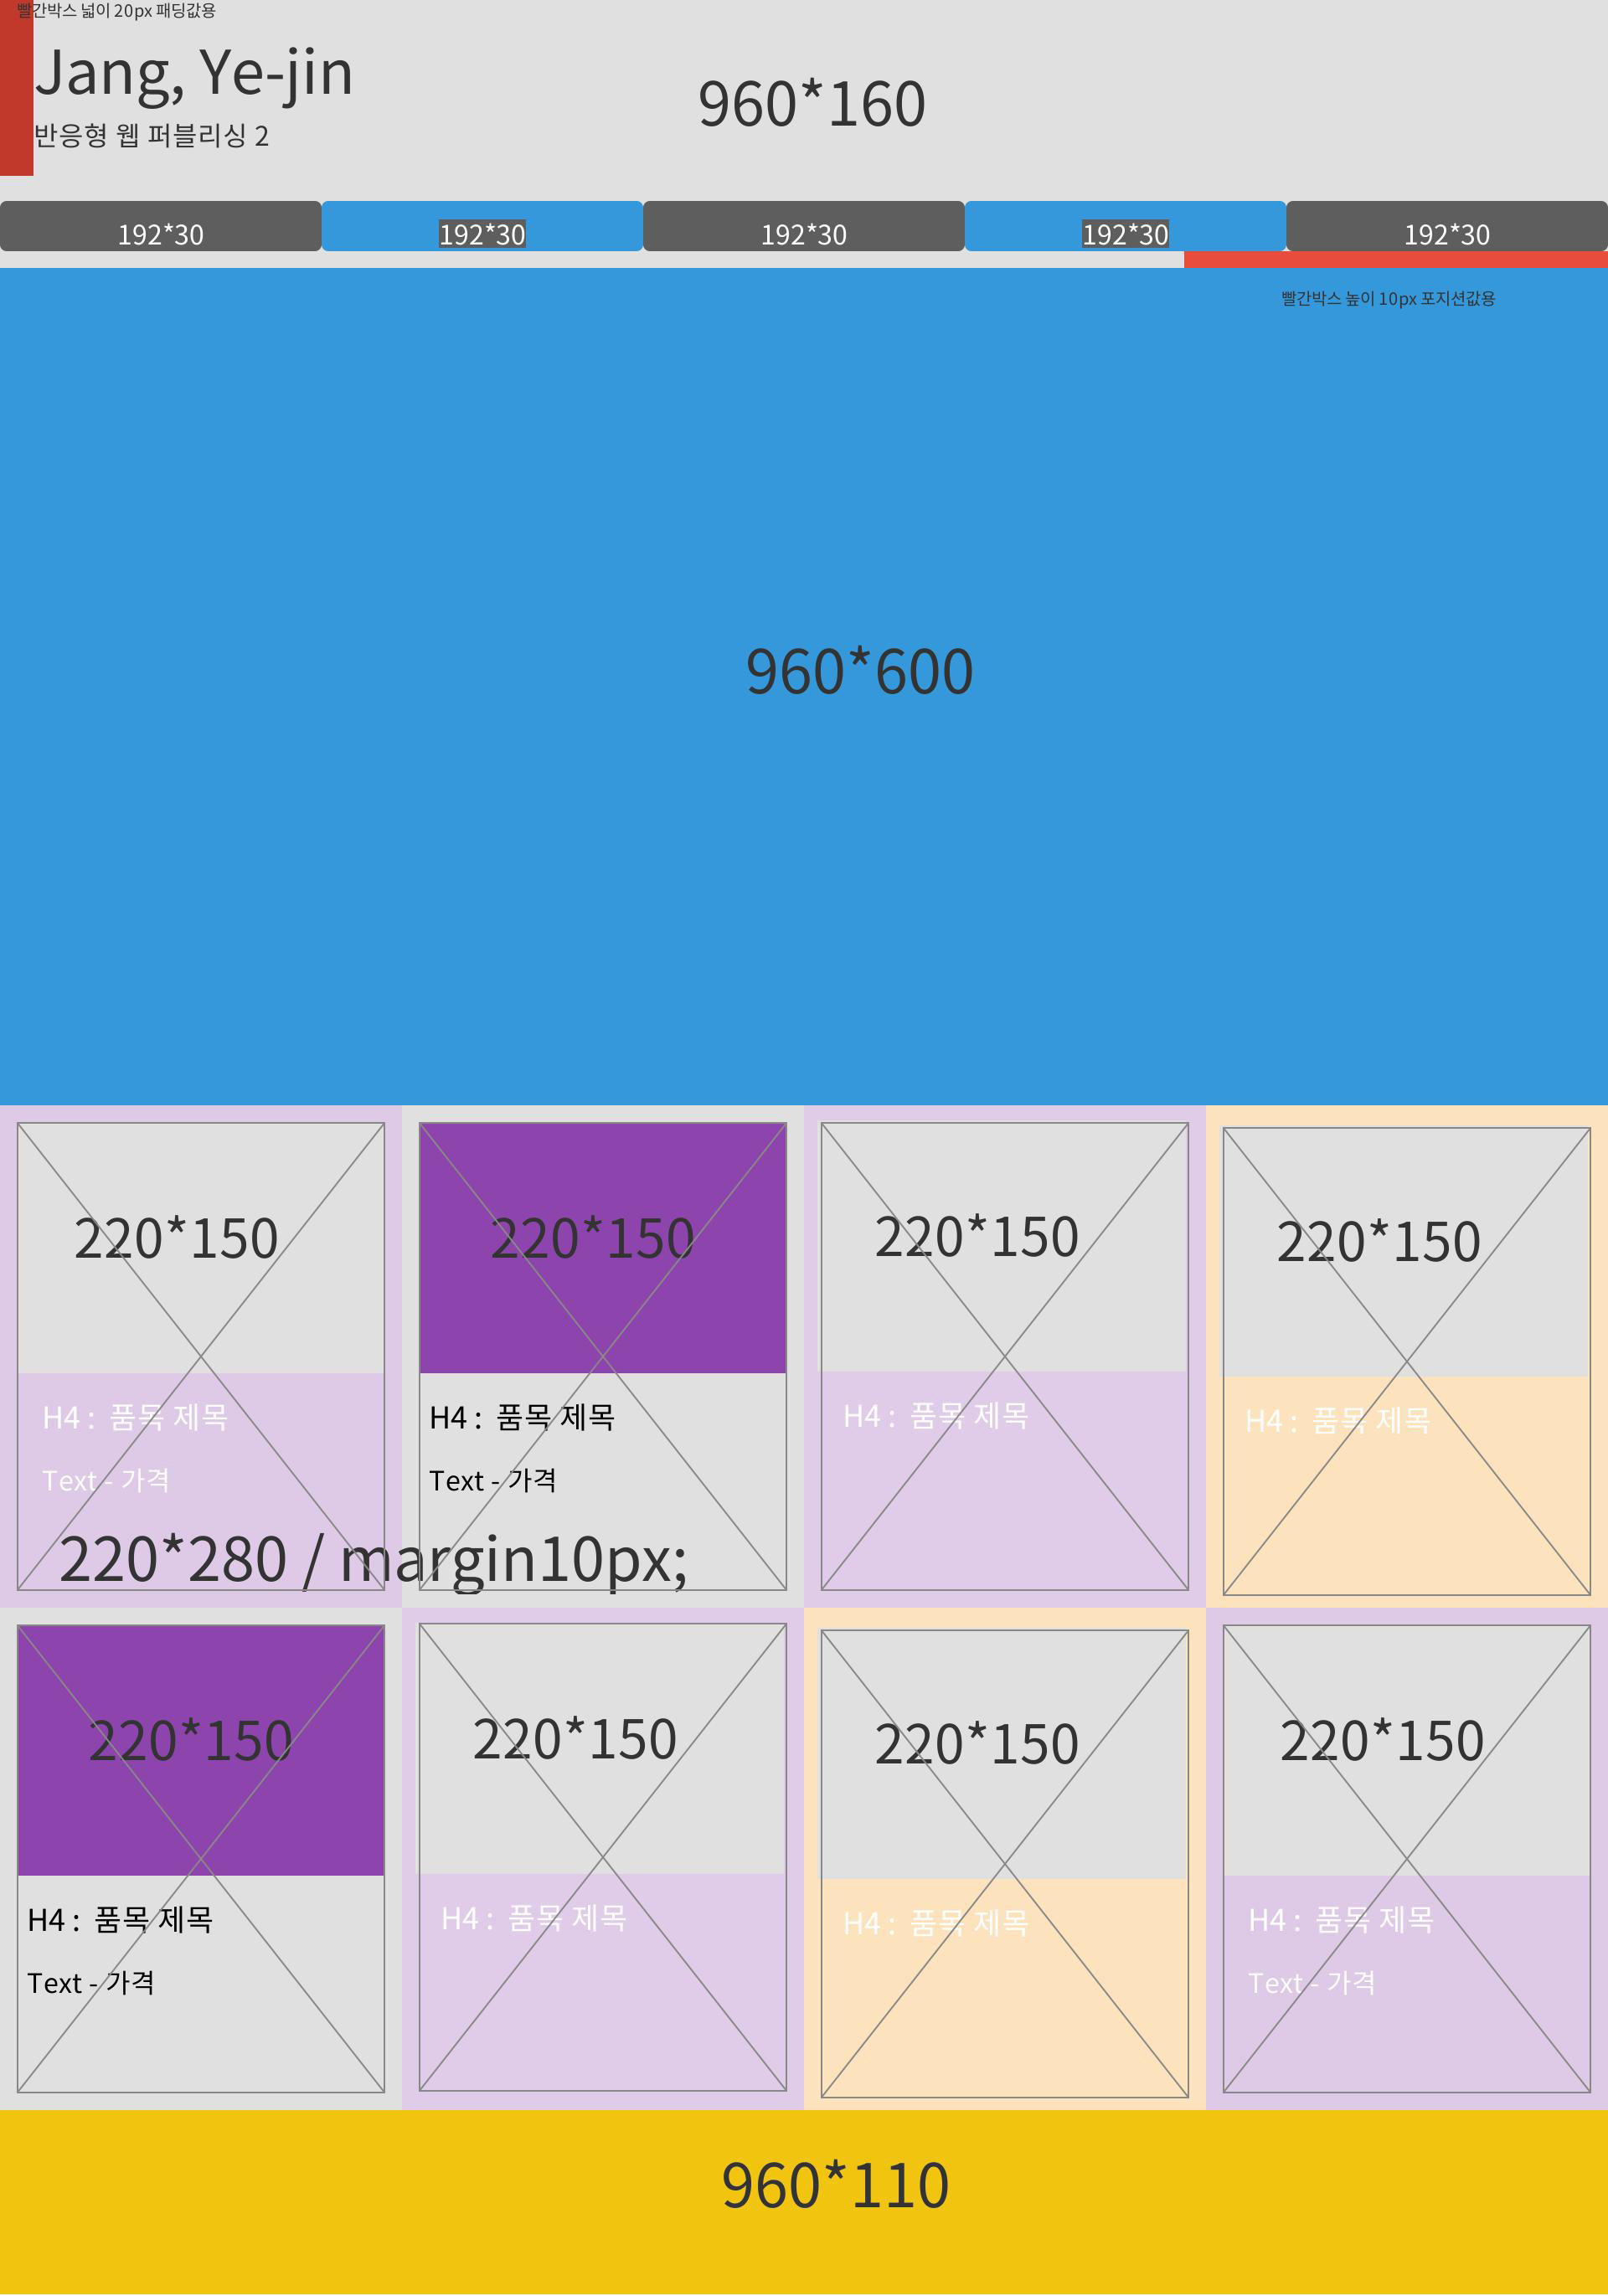 빨간박스 넓이 20px 패딩값용
Jang, Ye-jin
반응형 웹 퍼블리싱 2
960*160
192*30
192*30
192*30
192*30
192*30
빨간박스 높이 10px 포지션값용
960*600
220*150
220*150
220*150
220*150
H4 : 품목 제목
H4 : 품목 제목
H4 : 품목 제목
H4 : 품목 제목
Text - 가격
Text - 가격
220*280 / margin10px;
220*150
220*150
220*150
220*150
H4 : 품목 제목
H4 : 품목 제목
H4 : 품목 제목
H4 : 품목 제목
Text - 가격
Text - 가격
960*110